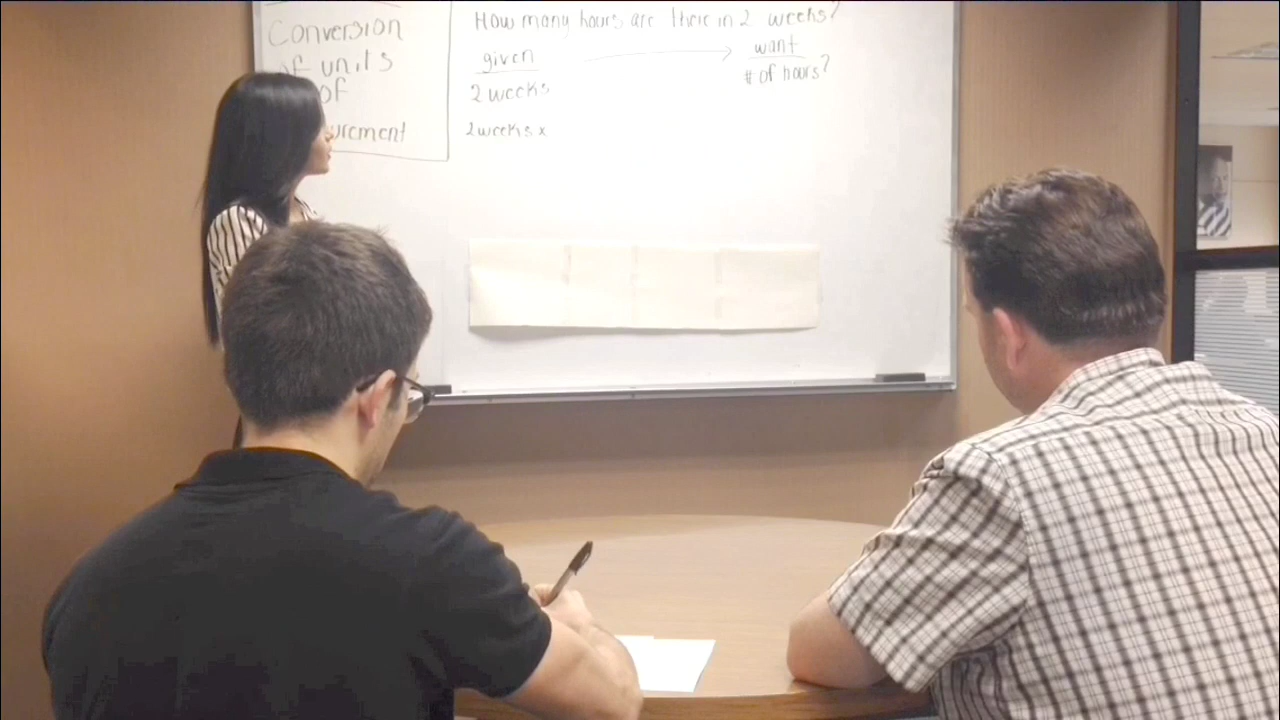 Conversion
of units
of
urement
How many hours are there in 2 weeks?
given
want
2 weeks
# of hours?
2 weeks x